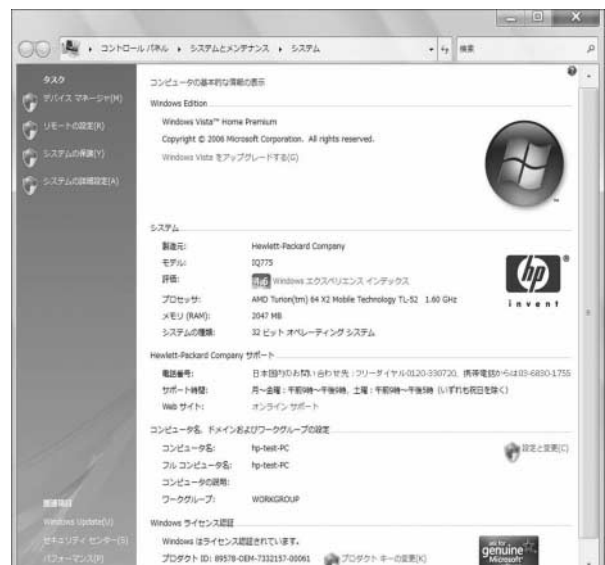 コントロール パネル ▸ システムとメンテナンス ▸ システム
検索
タスク
デバイス マネージャ(M)
リモートの設定(R)
システムの保護(Y)
システムの詳細設定(A)
関連項目
Windows Update(U)
セキュリティ センター(S)
パフォーマンス(P)
コンピュータの基本的な情報の表示
Windows Edition
Windows Vista™ Home Premium
Copyright © 2006 Microsoft Corporation. All rights reserved.
Windows Vista をアップグレードする(G)
システム
製造元: Hewlett-Packard Company
モデル: IQ775
評価: Windows エクスペリエンス インデックス
プロセッサ: AMD Turion(tm) 64 X2 Mobile Technology TL-52 1.60 GHz
メモリ (RAM): 2047 MB
システムの種類: 32 ビット オペレーティング システム
hp
invent
Hewlett-Packard Company サポート
電話番号: 日本国内のお問い合わせ先:フリーダイヤル0120-330720、携帯電話からは03-6830-1755
サポート時間: 月~金曜:午前9時~午後9時、土曜:午前9時~午後5時 (いずれも祝日を除く)
Web サイト: オンライン サポート
コンピュータ名、ドメインおよびワークグループの設定
コンピュータ名: hp-test-PC
設定と変更(C)
フル コンピュータ名: hp-test-PC
コンピュータの説明:
ワークグループ: WORKGROUP
Windows ライセンス認証
Windows はライセンス認証されています。
プロダクト ID: 89578-OEM-7332157-00061 プロダクト キーの変更(K)
ask for
genuine
Microsoft